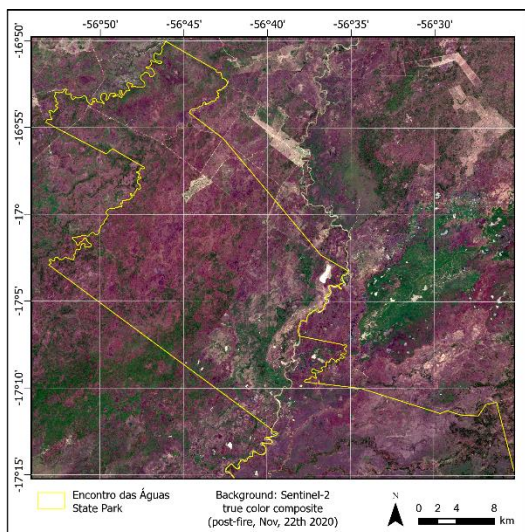 -56°50' -56°45' -56°40' -56°35' -56°30'
-16°50'
-16°55'
-17°
-17°05'
-17°10'
-17°15'
Encontro das Águas
State Park
Background: Sentinel-2
true color composite
(post-fire, Nov, 22th 2020)
N
0 2 4 8
km